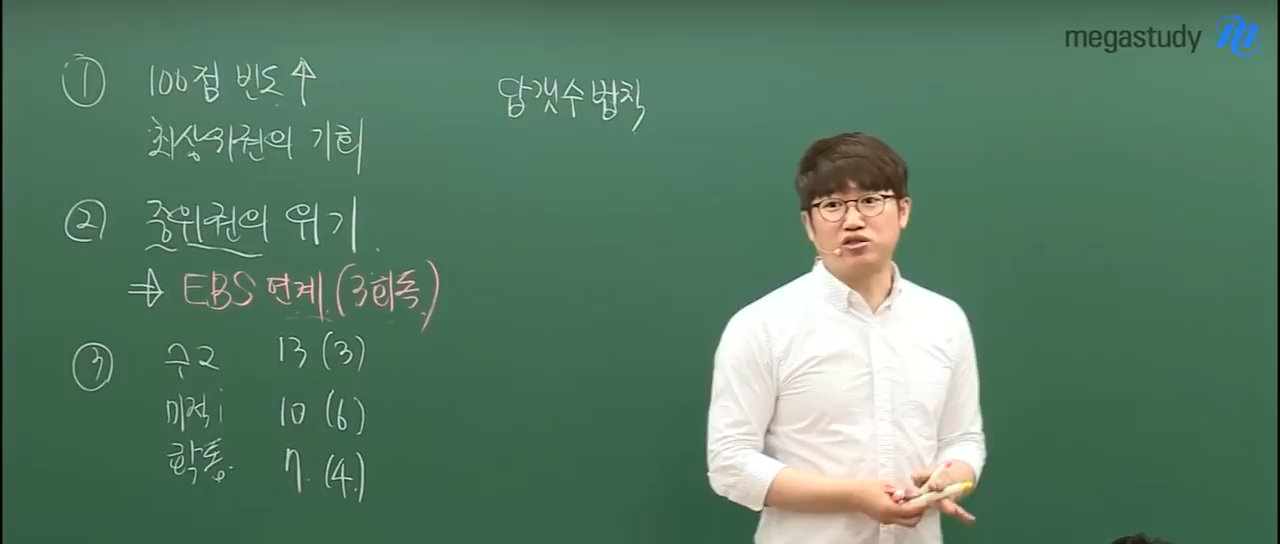 megastudy
① 100점 빈도↑
최상위권의 기회
② 중위권의 위기.
⇒ EBS 연계 (3회독)
③ 수2 13 (3)
미적i 10 (6)
확통. 7. (4)
답갯수 법칙